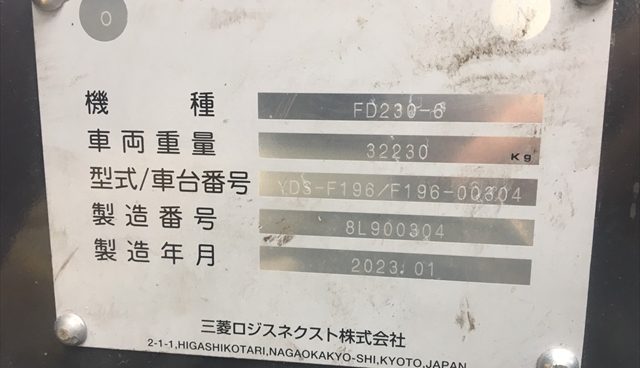 0
機種 FD230-6
車両重量 32230 Kg
型式/車台番号 YDS-F196/F196-00304
製造番号 8L900304
製造年月 2023.01
三菱ロジスネクスト株式会社
2-1-1,HIGASHIKOTARI,NAGAOKAKYO-SHI,KYOTO,JAPAN